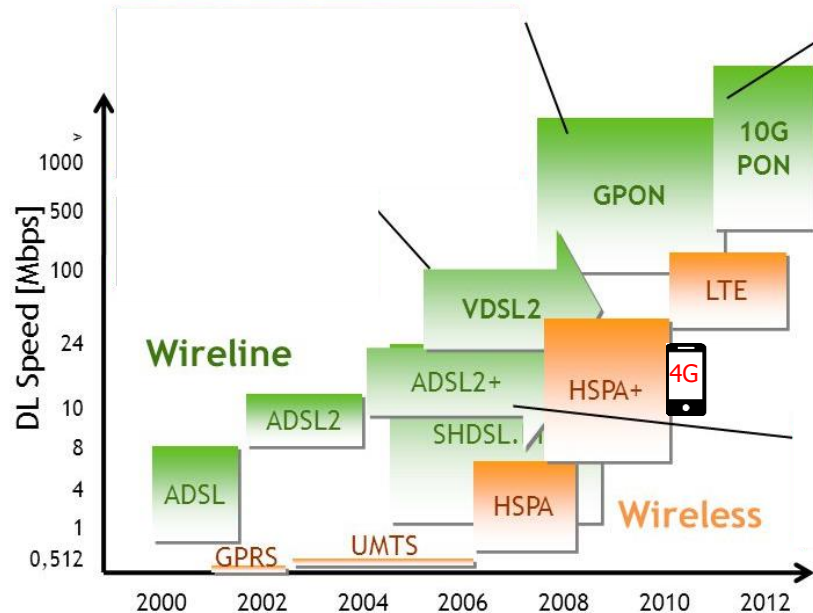 >
1000
500
100
24
10
8
4
1
0,512
DL Speed [Mbps]
Wireline
Wireless
10G
PON
GPON
LTE
VDSL2
ADSL2+
HSPA+
4G
ADSL2
SHDSL.
ADSL
HSPA
GPRS
UMTS
2000 2002 2004 2006 2008 2010 2012